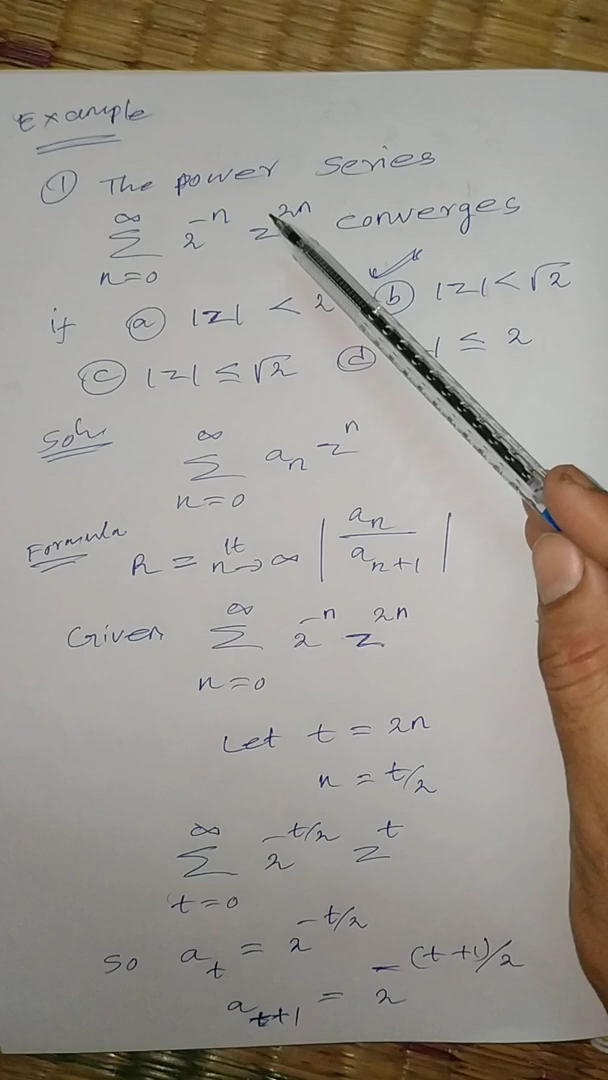 Example
① The power series
∞
Σ 2^{-n} z^{2n} converges
n=0
if ⓐ |z| < 2 ✓ⓑ |z| < √2
ⓒ |z| ≤ √2 ⓓ | ≤ 2
Soln
∞
Σ a_n z^n
n=0
Formula R = lt n→∞ | a_n / a_{n+1} |
Given
∞
Σ 2^{-n} z^{2n}
n=0
Let t = 2n
n = t/2
∞
Σ 2^{-t/2} z^t
t=0
So a_t = 2^{-t/2}
a_{t+1} = 2^{-(t+1)/2}